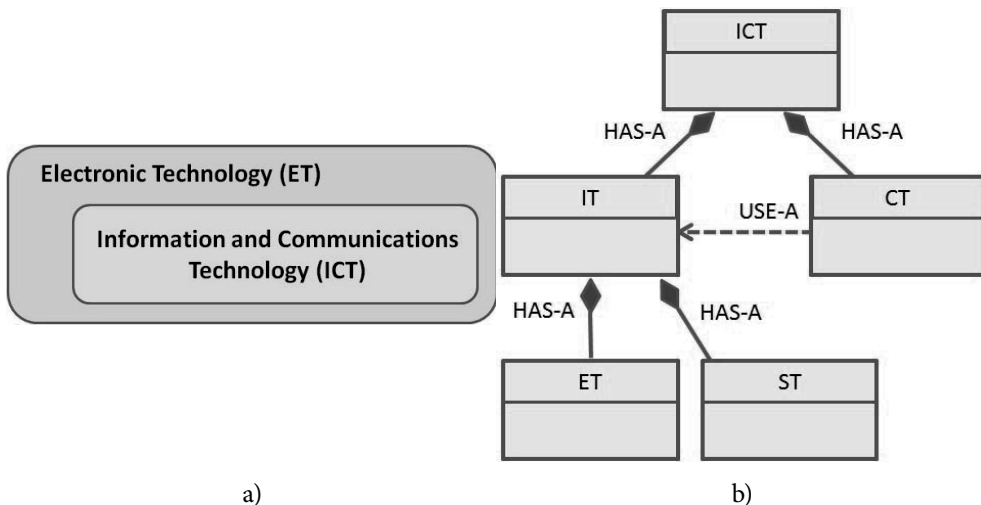 Electronic Technology (ET)
Information and Communications
Technology (ICT)
a)
ICT
HAS-A
HAS-A
IT
CT
USE-A
HAS-A
HAS-A
ET
ST
b)